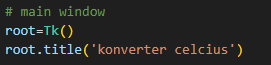 # main window
root=Tk()
root.title('konverter celcius')